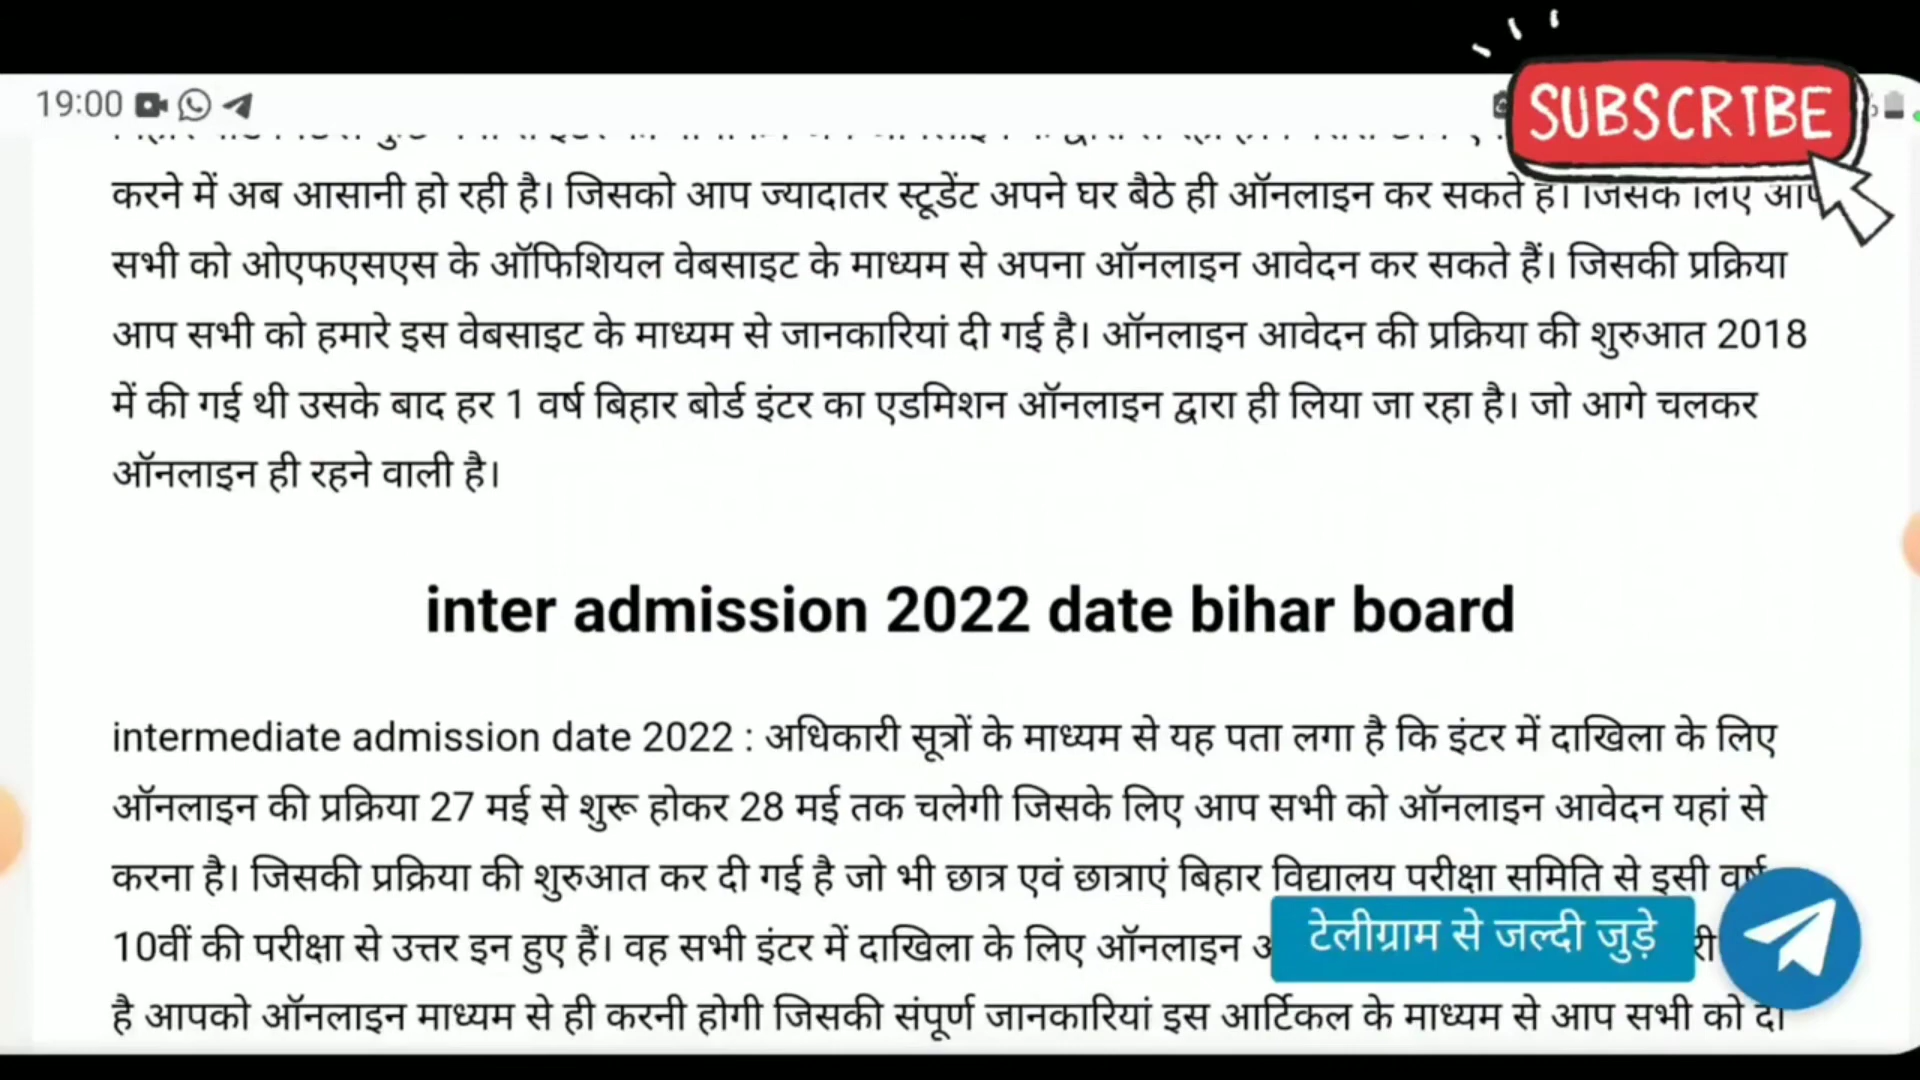 19:00
SUBSCRIBE
करने में अब आसानी हो रही है। जिसको आप ज्यादातर स्टूडेंट अपने घर बैठे ही ऑनलाइन कर सकते हैं। जिसके लिए आप
सभी को ओएफएसएस के ऑफिशियल वेबसाइट के माध्यम से अपना ऑनलाइन आवेदन कर सकते हैं। जिसकी प्रक्रिया
आप सभी को हमारे इस वेबसाइट के माध्यम से जानकारियां दी गई है। ऑनलाइन आवेदन की प्रक्रिया की शुरुआत 2018
में की गई थी उसके बाद हर 1 वर्ष बिहार बोर्ड इंटर का एडमिशन ऑनलाइन द्वारा ही लिया जा रहा है। जो आगे चलकर
ऑनलाइन ही रहने वाली है।
inter admission 2022 date bihar board
intermediate admission date 2022 : अधिकारी सूत्रों के माध्यम से यह पता लगा है कि इंटर में दाखिला के लिए
ऑनलाइन की प्रक्रिया 27 मई से शुरू होकर 28 मई तक चलेगी जिसके लिए आप सभी को ऑनलाइन आवेदन यहां से
करना है। जिसकी प्रक्रिया की शुरुआत कर दी गई है जो भी छात्र एवं छात्राएं बिहार विद्यालय परीक्षा समिति से इसी वर्ष
10वीं की परीक्षा से उत्तर इन हुए हैं। वह सभी इंटर में दाखिला के लिए ऑनलाइन
टेलीग्राम से जल्दी जुड़े
है आपको ऑनलाइन माध्यम से ही करनी होगी जिसकी संपूर्ण जानकारियां इस आर्टिकल के माध्यम से आप सभी को दी